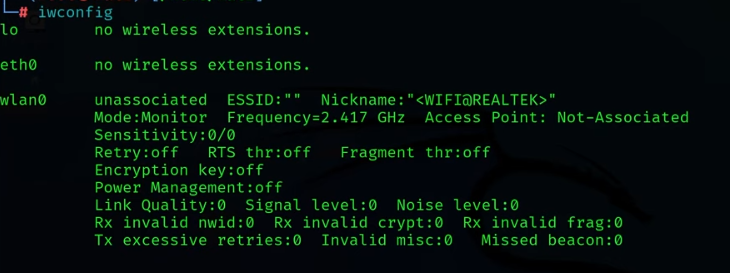 # iwconfig
lo no wireless extensions.
eth0 no wireless extensions.
wlan0 unassociated ESSID:"" Nickname:"<WIFI@REALTEK>"
Mode:Monitor Frequency=2.417 GHz Access Point: Not-Associated
Sensitivity:0/0
Retry:off RTS thr:off Fragment thr:off
Encryption key:off
Power Management:off
Link Quality:0 Signal level:0 Noise level:0
Rx invalid nwid:0 Rx invalid crypt:0 Rx invalid frag:0
Tx excessive retries:0 Invalid misc:0 Missed beacon:0